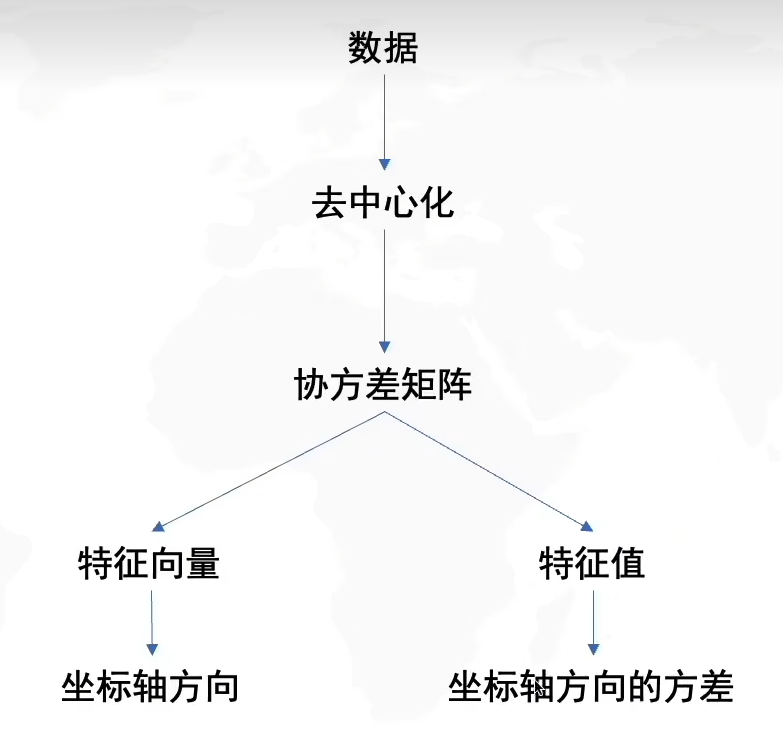 数据
去中心化
协方差矩阵
特征向量
特征值
坐标轴方向
坐标轴方向的方差